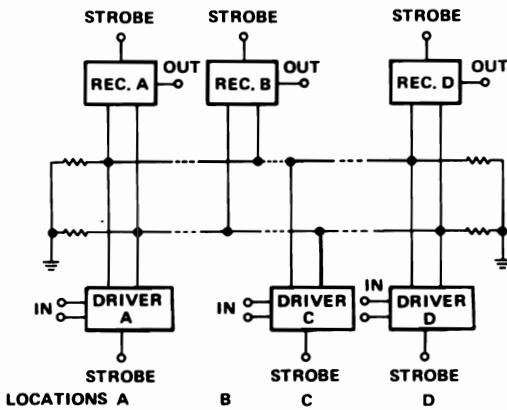 STROBE STROBE STROBE
OUT OUT OUT
REC. A REC. B REC. D
IN DRIVER A IN DRIVER C IN DRIVER D
STROBE STROBE STROBE
LOCATIONS A B C D